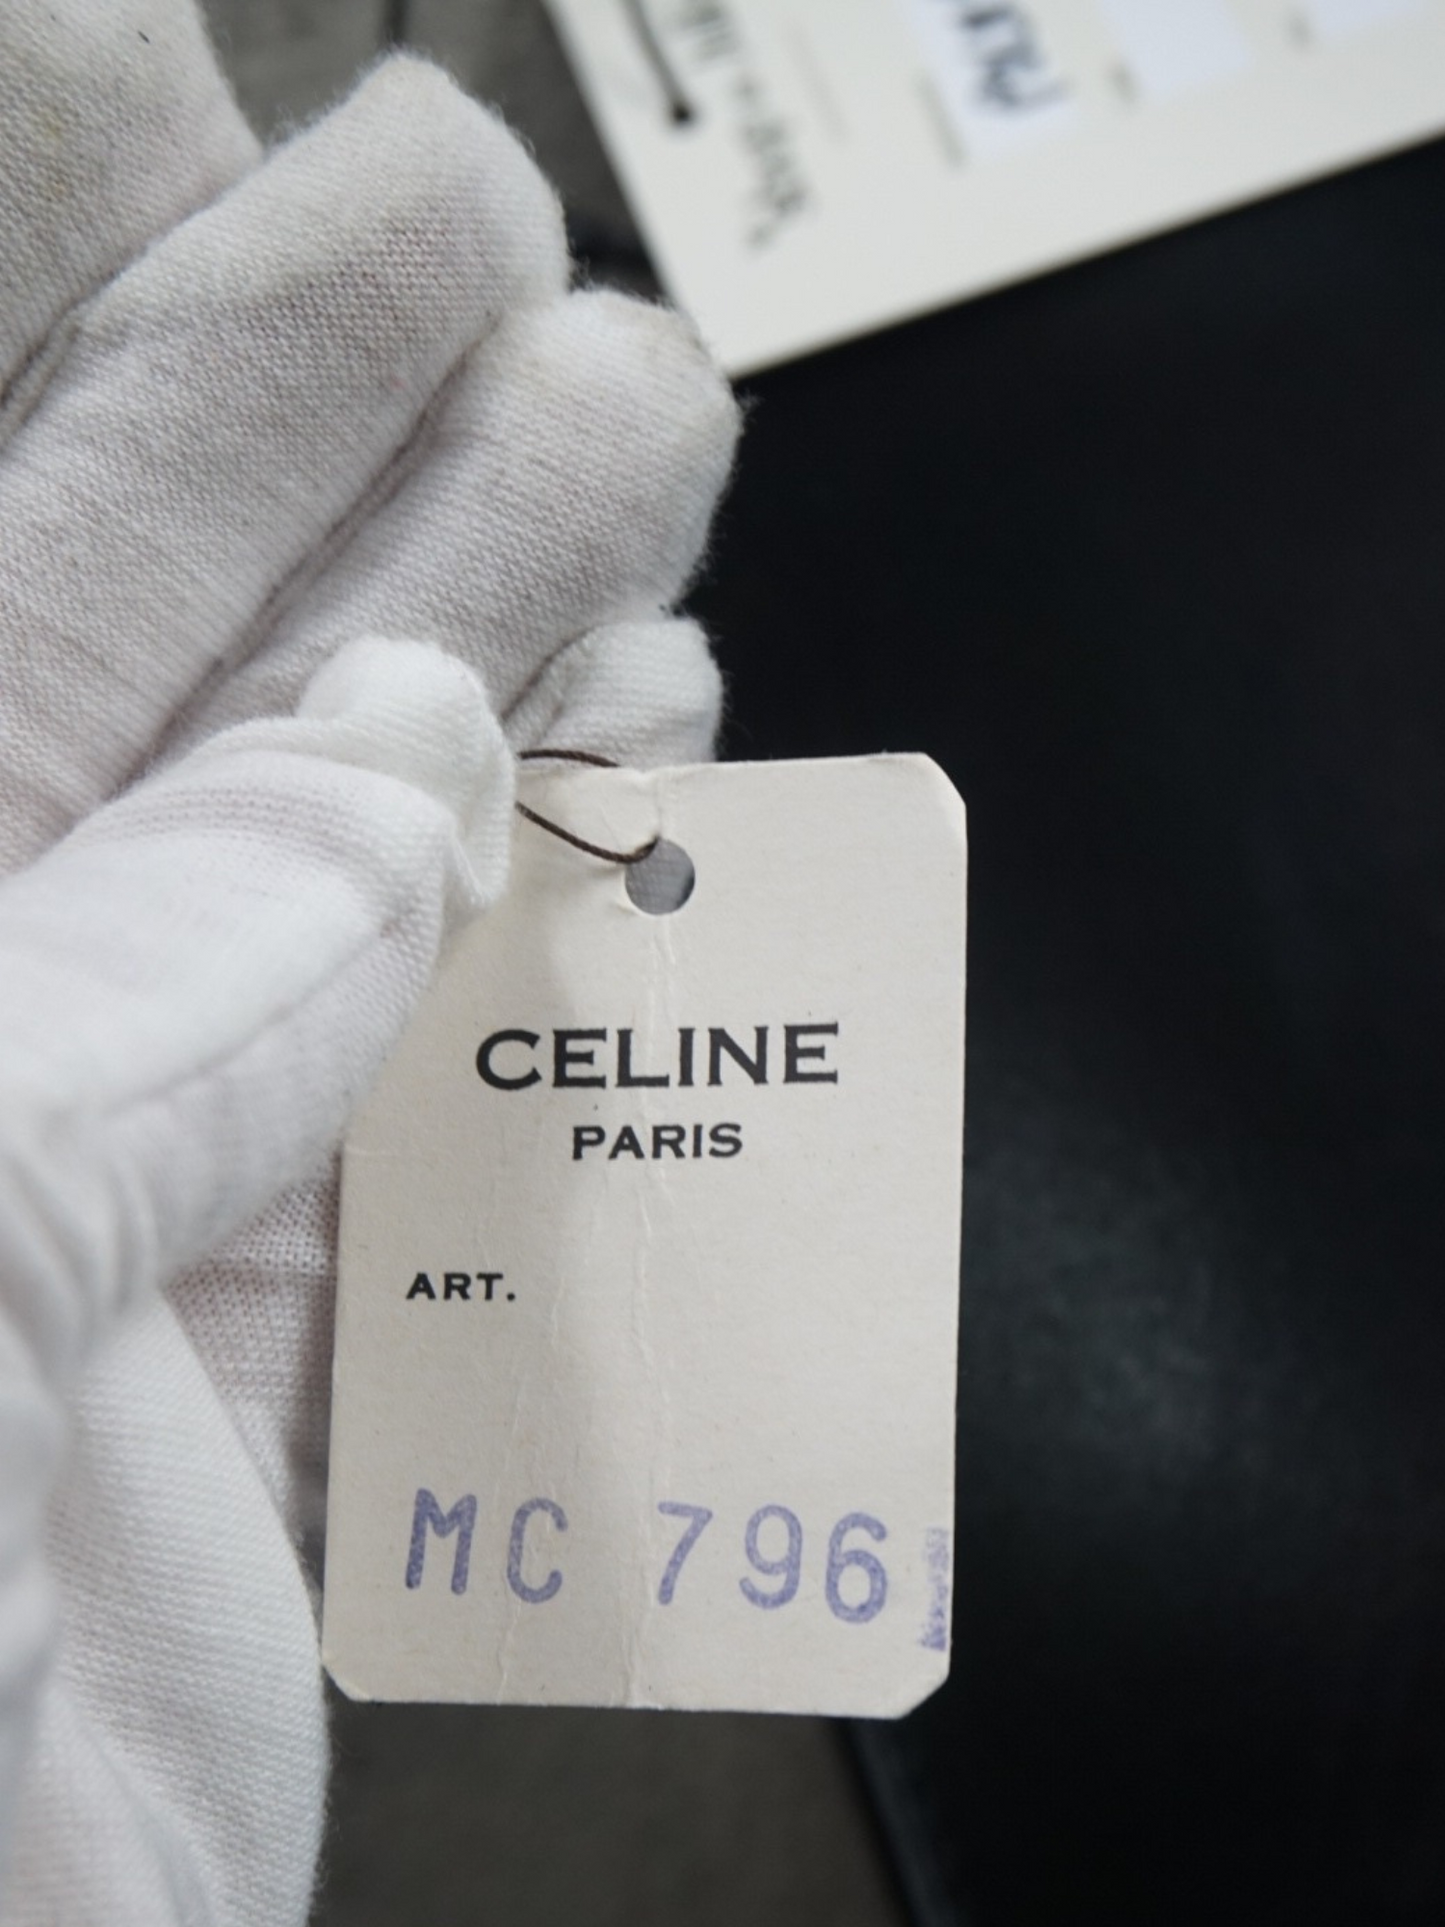 CELINE
PARIS
ART.
MC 796